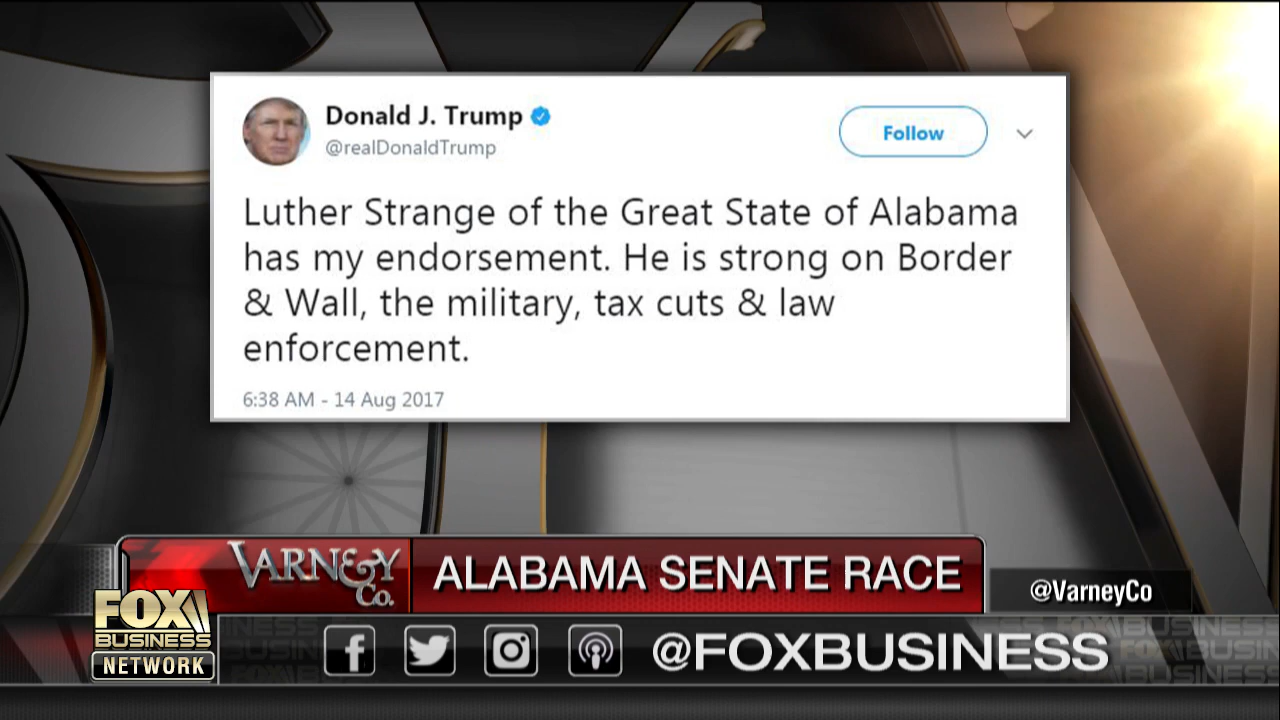 Donald J. Trump
@realDonaldTrump
Follow
Luther Strange of the Great State of Alabama
has my endorsement. He is strong on Border
& Wall, the military, tax cuts & law
enforcement.
6:38 AM - 14 Aug 2017
VARNEY
& Co.
ALABAMA SENATE RACE
@VarneyCo
FOX
BUSINESS
NETWORK
@FOXBUSINESS